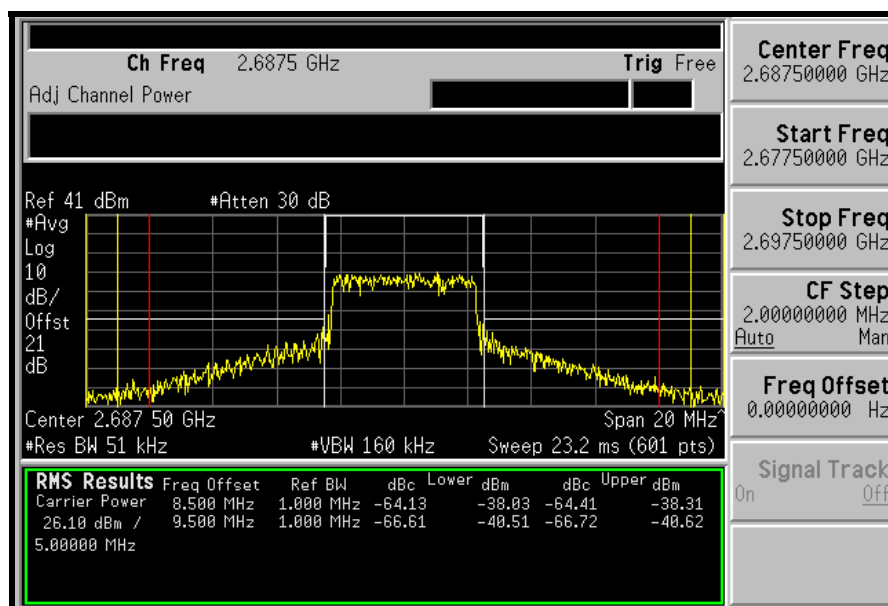 Ch Freq 2.6875 GHz Trig Free
Adj Channel Power
Ref 41 dBm #Atten 30 dB
#Avg
Log
10
dB/
Offst
21
dB
Center 2.687 50 GHz Span 20 MHz^
#Res BW 51 kHz #VBW 160 kHz Sweep 23.2 ms (601 pts)
RMS Results Freq Offset Ref BW dBc Lower dBm dBc Upper dBm
Carrier Power 8.500 MHz 1.000 MHz -64.13 -38.03 -64.41 -38.31
26.10 dBm / 9.500 MHz 1.000 MHz -66.61 -40.51 -66.72 -40.62
5.00000 MHz
Center Freq
2.68750000 GHz
Start Freq
2.67750000 GHz
Stop Freq
2.69750000 GHz
CF Step
2.00000000 MHz
Auto Man
Freq Offset
0.00000000 Hz
Signal Track
On Off